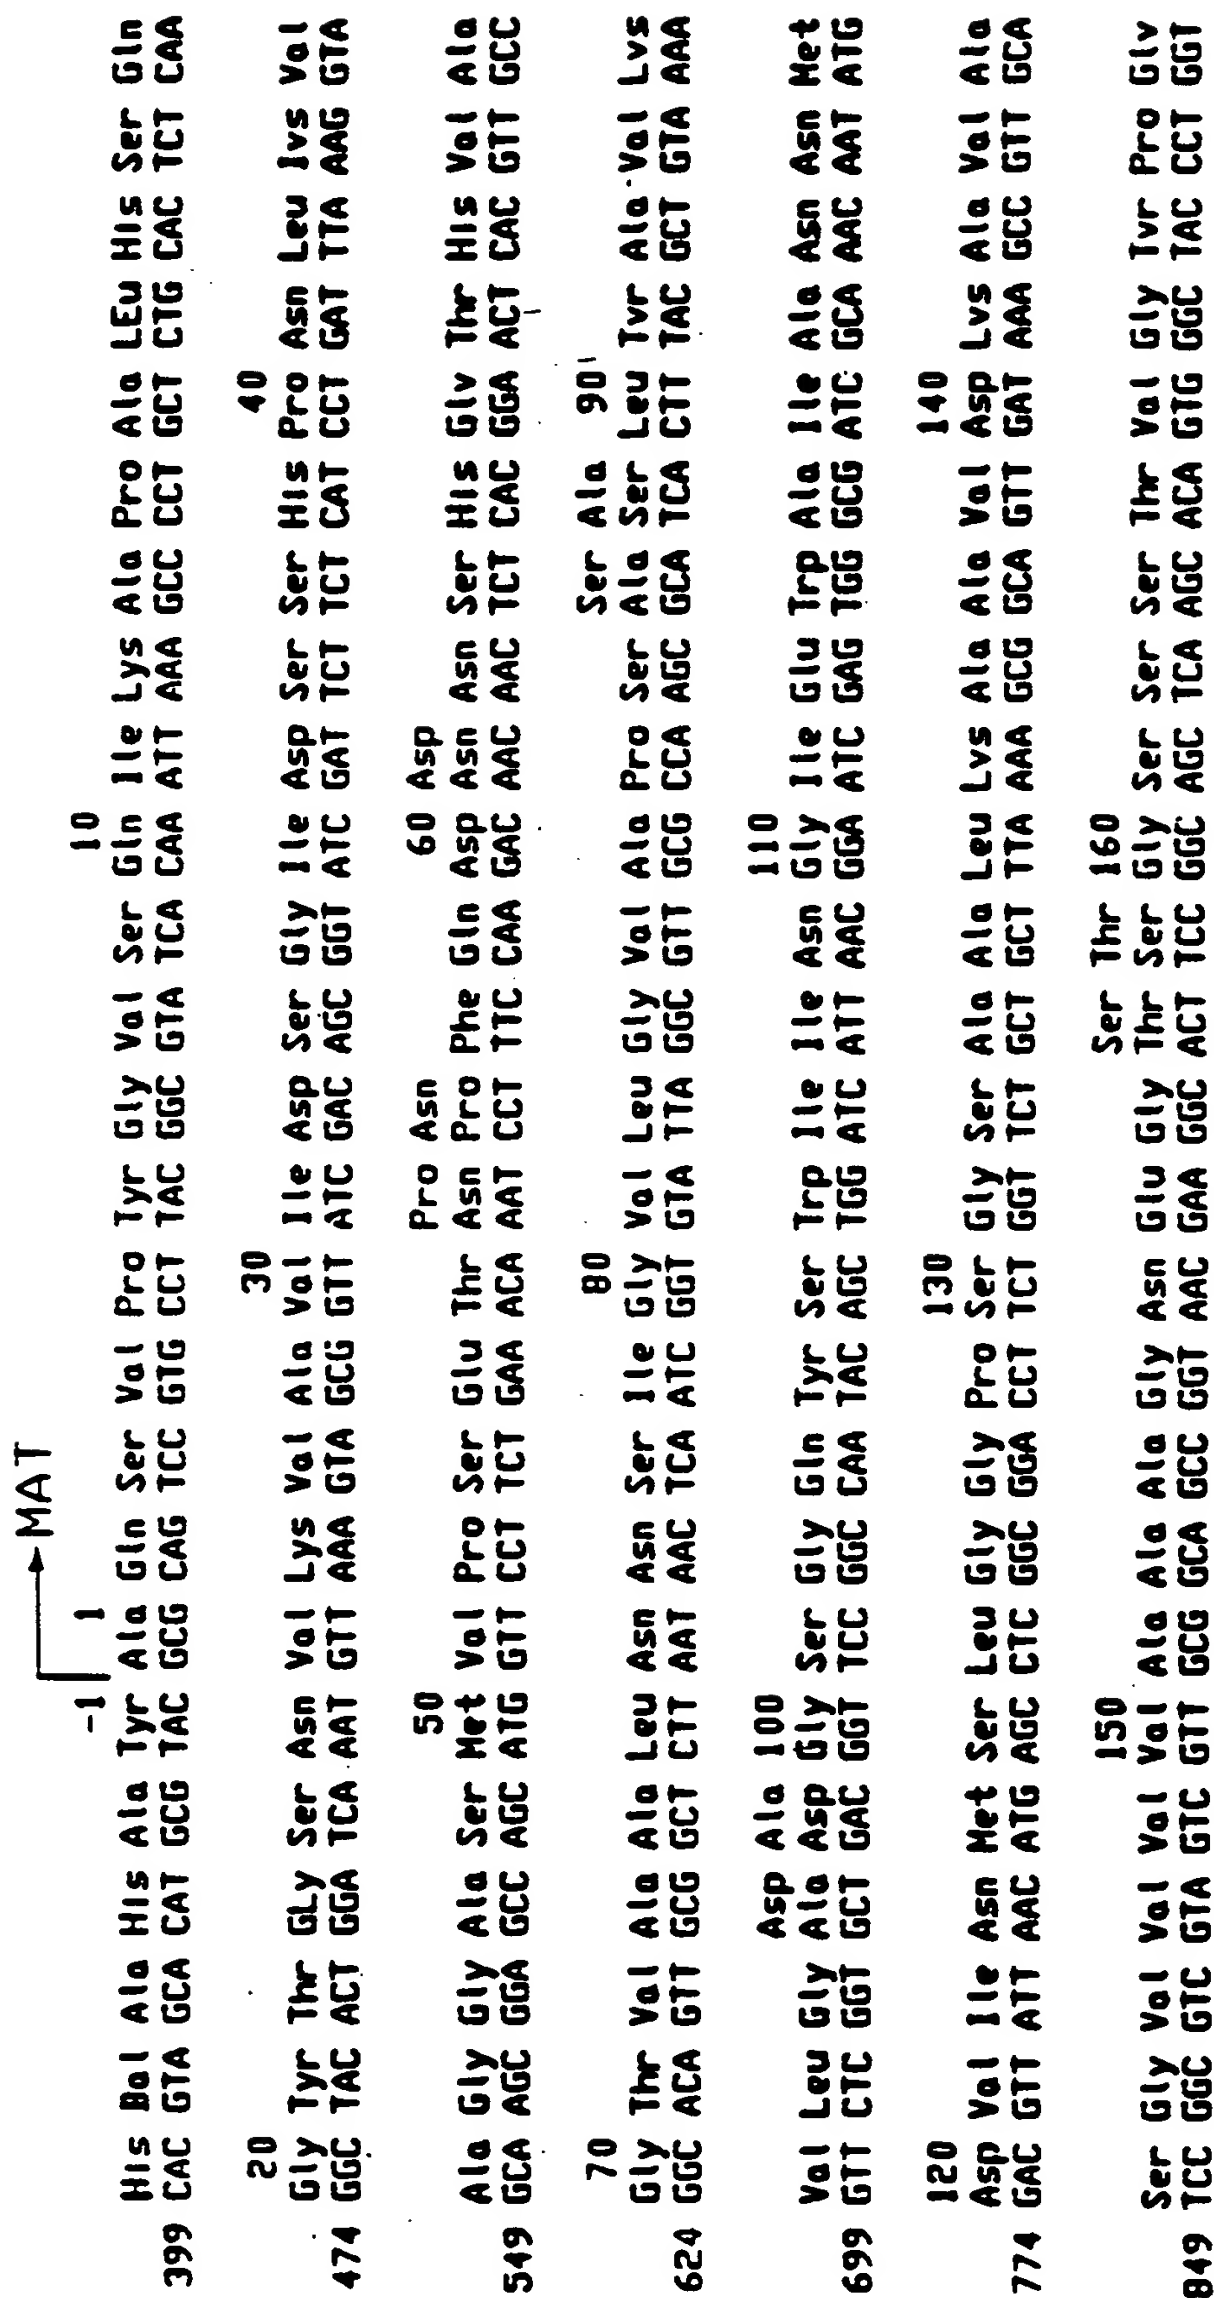 MAT
-1 1 10
His Bal Ala His Ala Tyr Ala Gln Ser Val Pro Tyr Gly Val Ser Gln Ile Lys Ala Pro Ala LEu His Ser Gln
399 CAC GTA GCA CAT GCG TAC GCG CAG TCC GTG CCT TAC GGC GTA TCA CAA ATT AAA GCC CCT GCT CTG CAC TCT CAA
20 30 40
Gly Tyr Thr GLy Ser Asn Val Lys Val Ala Val Ile Asp Ser Gly Ile Asp Ser Ser His Pro Asn Leu Ivs Val
474 GGC TAC ACT GGA TCA AAT GTT AAA GTA GCG GTT ATC GAC AGC GGT ATC GAT TCT TCT CAT CCT GAT TTA AAG GTA
50 Pro Asn 60 Asp
Ala Gly Gly Ala Ser Met Val Pro Ser Glu Thr Asn Pro Phe Gln Asp Asn Asn Ser His Glv Thr His Val Ala
549 GCA AGC GGA GCC AGC ATG GTT CCT TCT GAA ACA AAT CCT TTC CAA GAC AAC AAC TCT CAC GGA ACT CAC GTT GCC
70 80 Ser Ala 90
Gly Thr Val Ala Ala Leu Asn Asn Ser Ile Gly Val Leu Gly Val Ala Pro Ser Ala Ser Leu Tvr Ala Val Lvs
624 GGC ACA GTT GCG GCT CTT AAT AAC TCA ATC GGT GTA TTA GGC GTT GCG CCA AGC GCA TCA CTT TAC GCT GTA AAA
Asp Ala 100 110
Val Leu Gly Ala Asp Gly Ser Gly Gln Tyr Ser Trp Ile Ile Asn Gly Ile Glu Trp Ala Ile Ala Asn Asn Met
699 GTT CTC GGT GCT GAC GGT TCC GGC CAA TAC AGC TGG ATC ATT AAC GGA ATC GAG TGG GCG ATC GCA AAC AAT ATG
120 130 140
Asp Val Ile Asn Met Ser Leu Gly Gly Pro Ser Gly Ser Ala Ala Leu Lvs Ala Ala Val Asp Lvs Ala Val Ala
774 GAC GTT ATT AAC ATG AGC CTC GGC GGA CCT TCT GGT TCT GCT GCT TTA AAA GCG GCA GTT GAT AAA GCC GTT GCA
150 Ser Thr 160
Ser Gly Val Val Val Val Ala Ala Ala Gly Asn Glu Gly Thr Ser Gly Ser Ser Ser Thr Val Gly Tvr Pro Glv
849 TCC GGC GTC GTA GTC GTT GCG GCA GCC GGT AAC GAA GGC ACT TCC GGC AGC TCA AGC ACA GTG GGC TAC CCT GGT